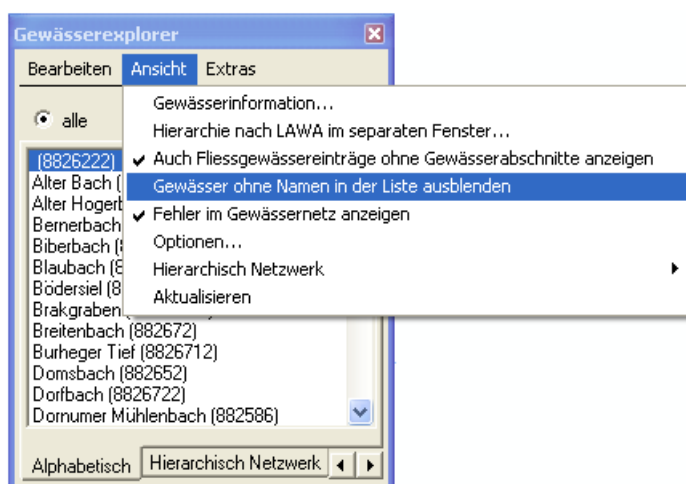 Gewässerexplorer
Bearbeiten Ansicht Extras
alle
Gewässerinformation...
Hierarchie nach LAWA im separaten Fenster...
Auch Fliessgewässereinträge ohne Gewässerabschnitte anzeigen
Gewässer ohne Namen in der Liste ausblenden
Fehler im Gewässernetz anzeigen
Optionen...
Hierarchisch Netzwerk
Aktualisieren
(8826222)
Alter Bach (
Alter
Bernerbach
Biberbach (
Blaubach (
Bödersiel (8
Brakgraben
Breitenbach (882672)
Burheger Tief (8826712)
Domsbach (882652)
Dorfbach (8826722)
Dornumer Mühlenbach (882586)
Alphabetisch Hierarchisch Netzwerk